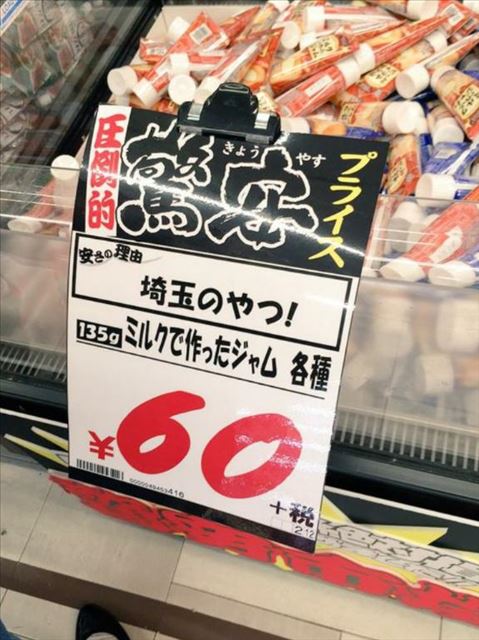 圧倒的
驚安
きょう やす
プライス
安さの理由
埼玉のやつ!
135g ミルクで作ったジャム 各種
¥60
+税